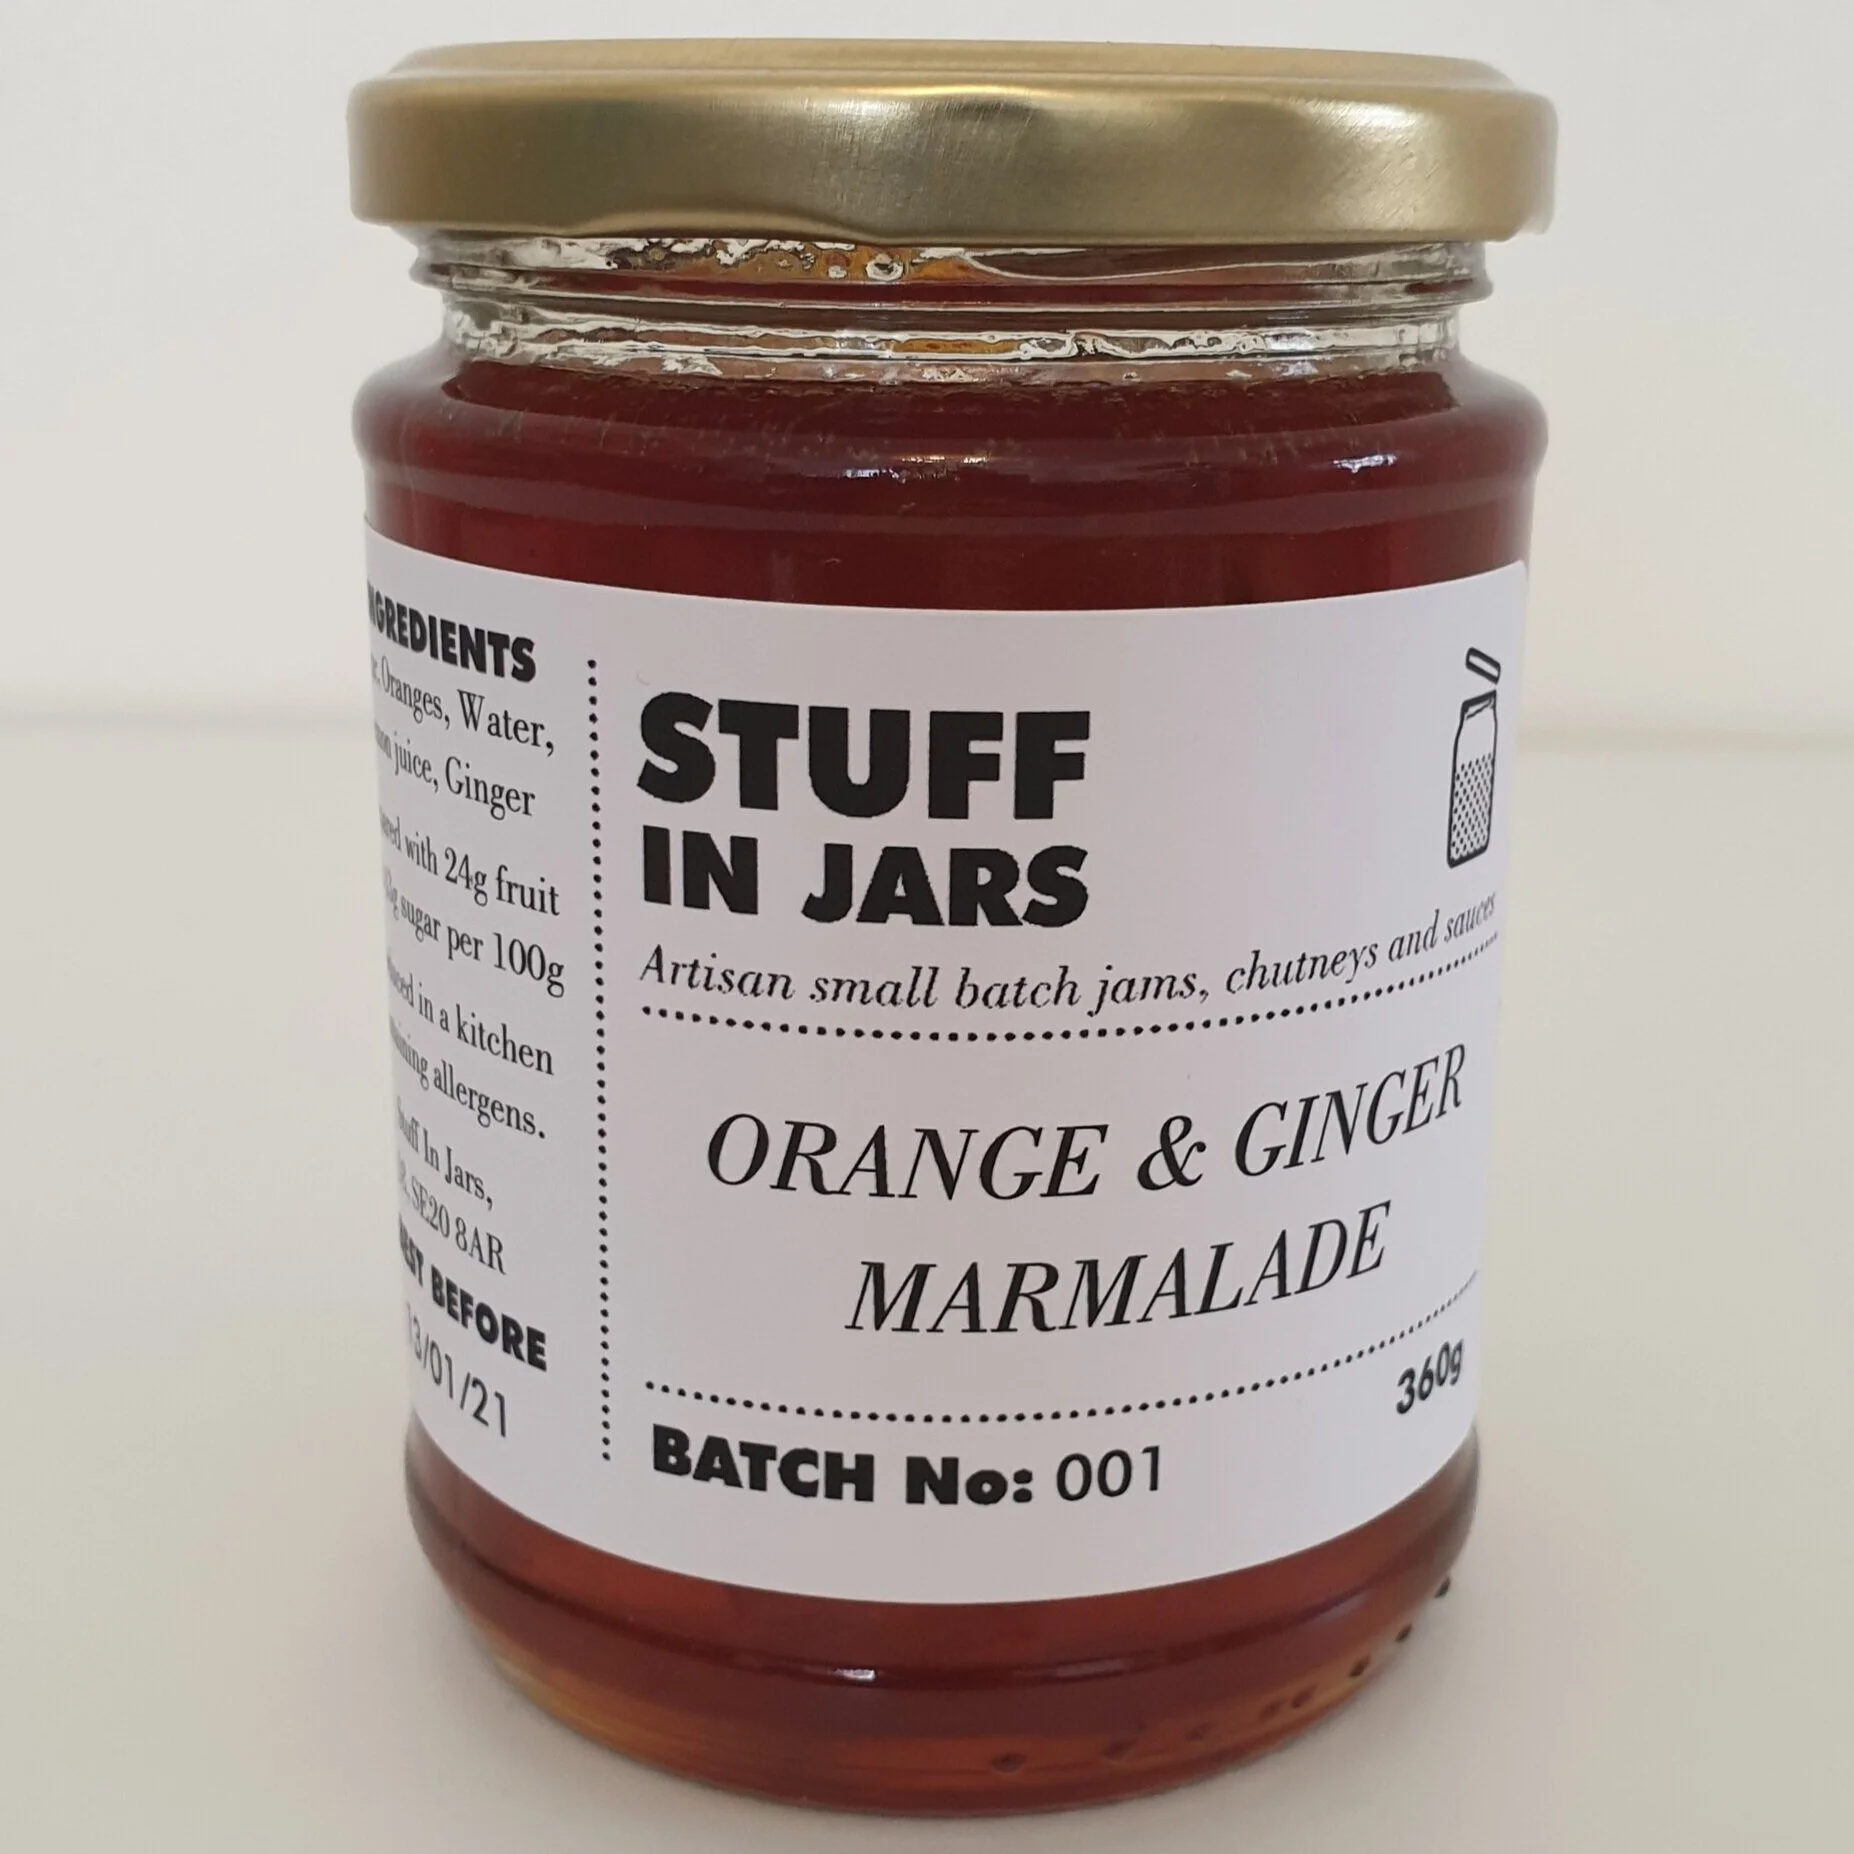 INGREDIENTS
Oranges, Water,
juice, Ginger
with 24g fruit
sugar per 100g
in a kitchen
allergens.
Stuff In Jars,
SE20 8AR
BEST BEFORE
13/01/21
STUFF
IN JARS
Artisan small batch jams, chutneys and sauces
ORANGE & GINGER
MARMALADE
360g
BATCH No: 001